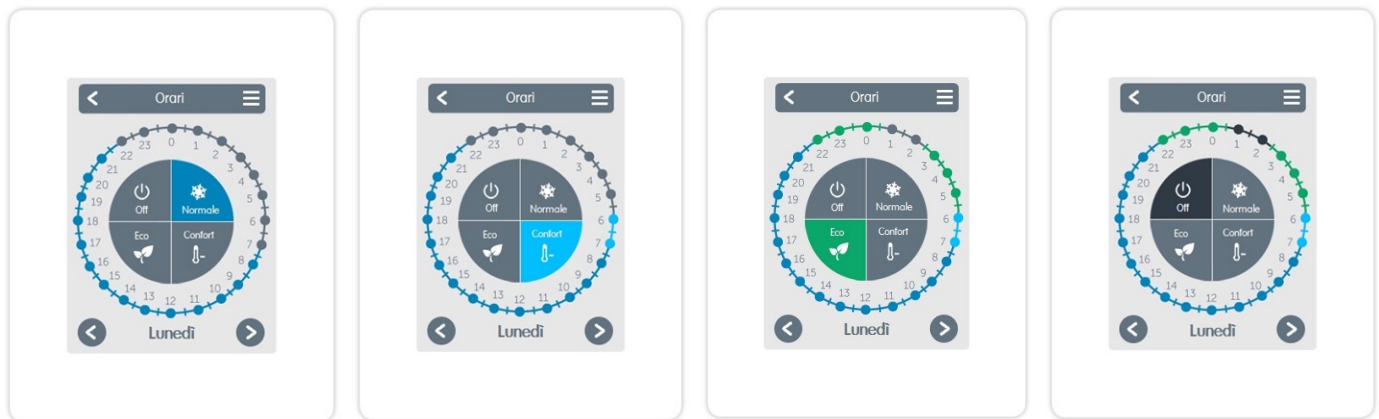 Orari
0 1 2 3 4 5 6 7 8 9 10 11 12 13 14 15 16 17 18 19 20 21 22 23
Off Normale
Eco Confort
Lunedì
Orari
0 1 2 3 4 5 6 7 8 9 10 11 12 13 14 15 16 17 18 19 20 21 22 23
Off Normale
Eco Confort
Lunedì
Orari
0 1 2 3 4 5 6 7 8 9 10 11 12 13 14 15 16 17 18 19 20 21 22 23
Off Normale
Eco Confort
Lunedì
Orari
0 1 2 3 4 5 6 7 8 9 10 11 12 13 14 15 16 17 18 19 20 21 22 23
Off Normale
Eco Confort
Lunedì